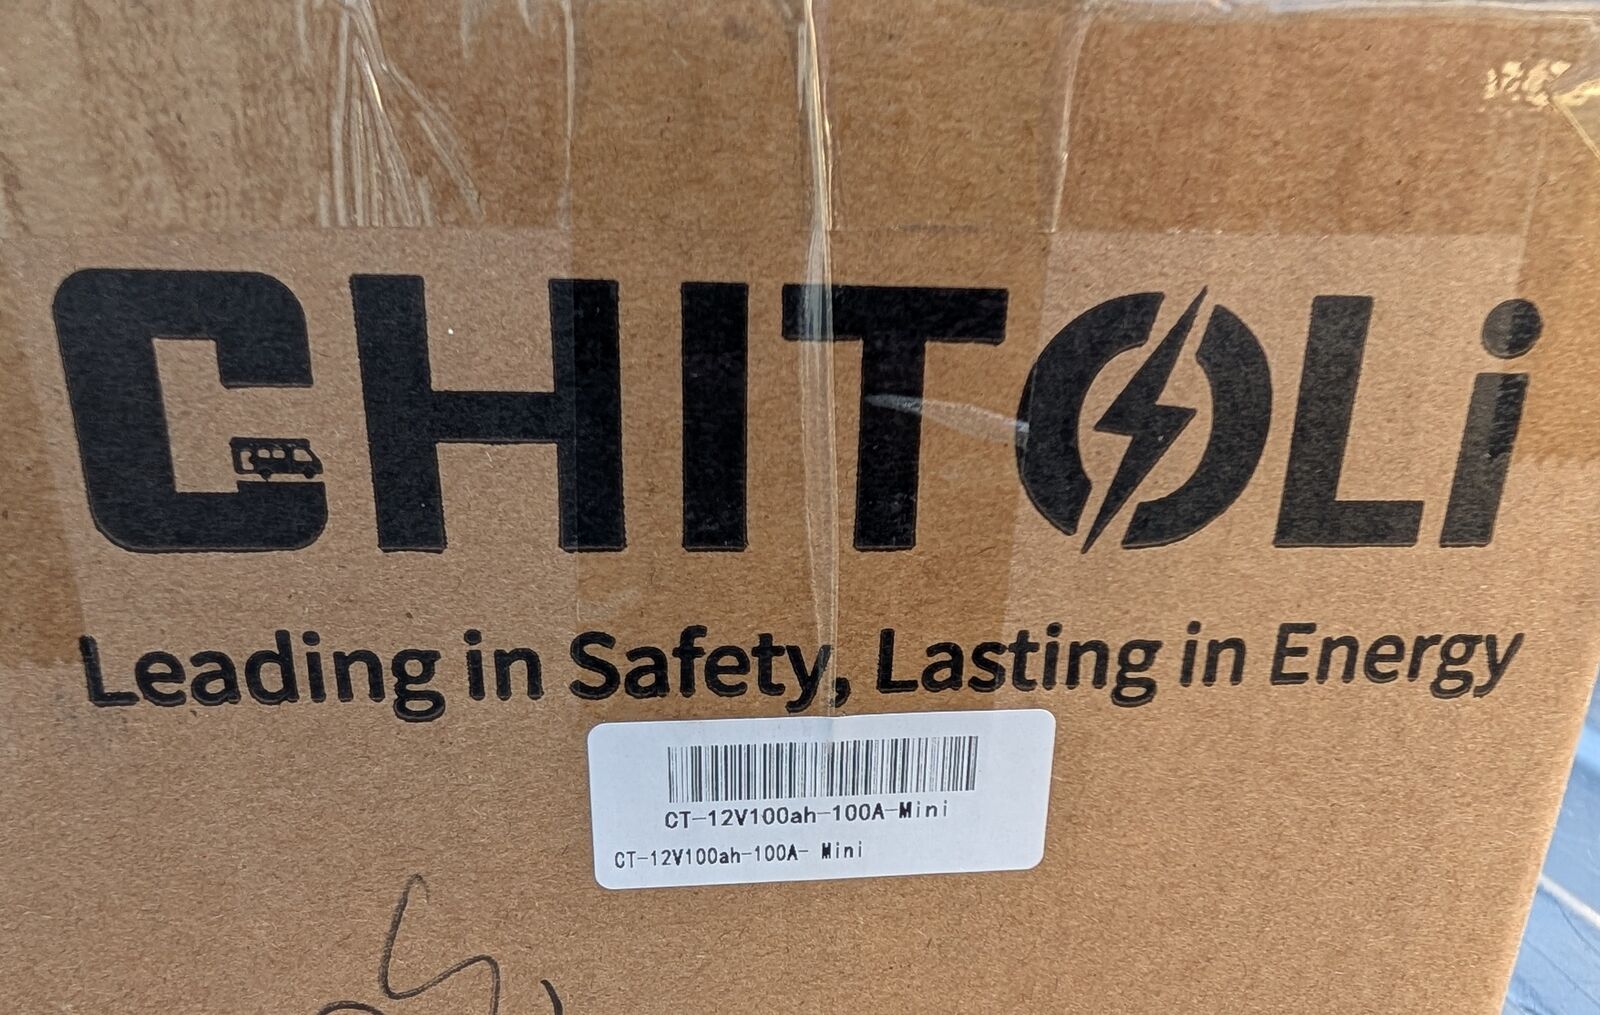 CHITOLi
Leading in Safety, Lasting in Energy
CT-12V100ah-100A-Mini
CT-12V100ah-100A- Mini